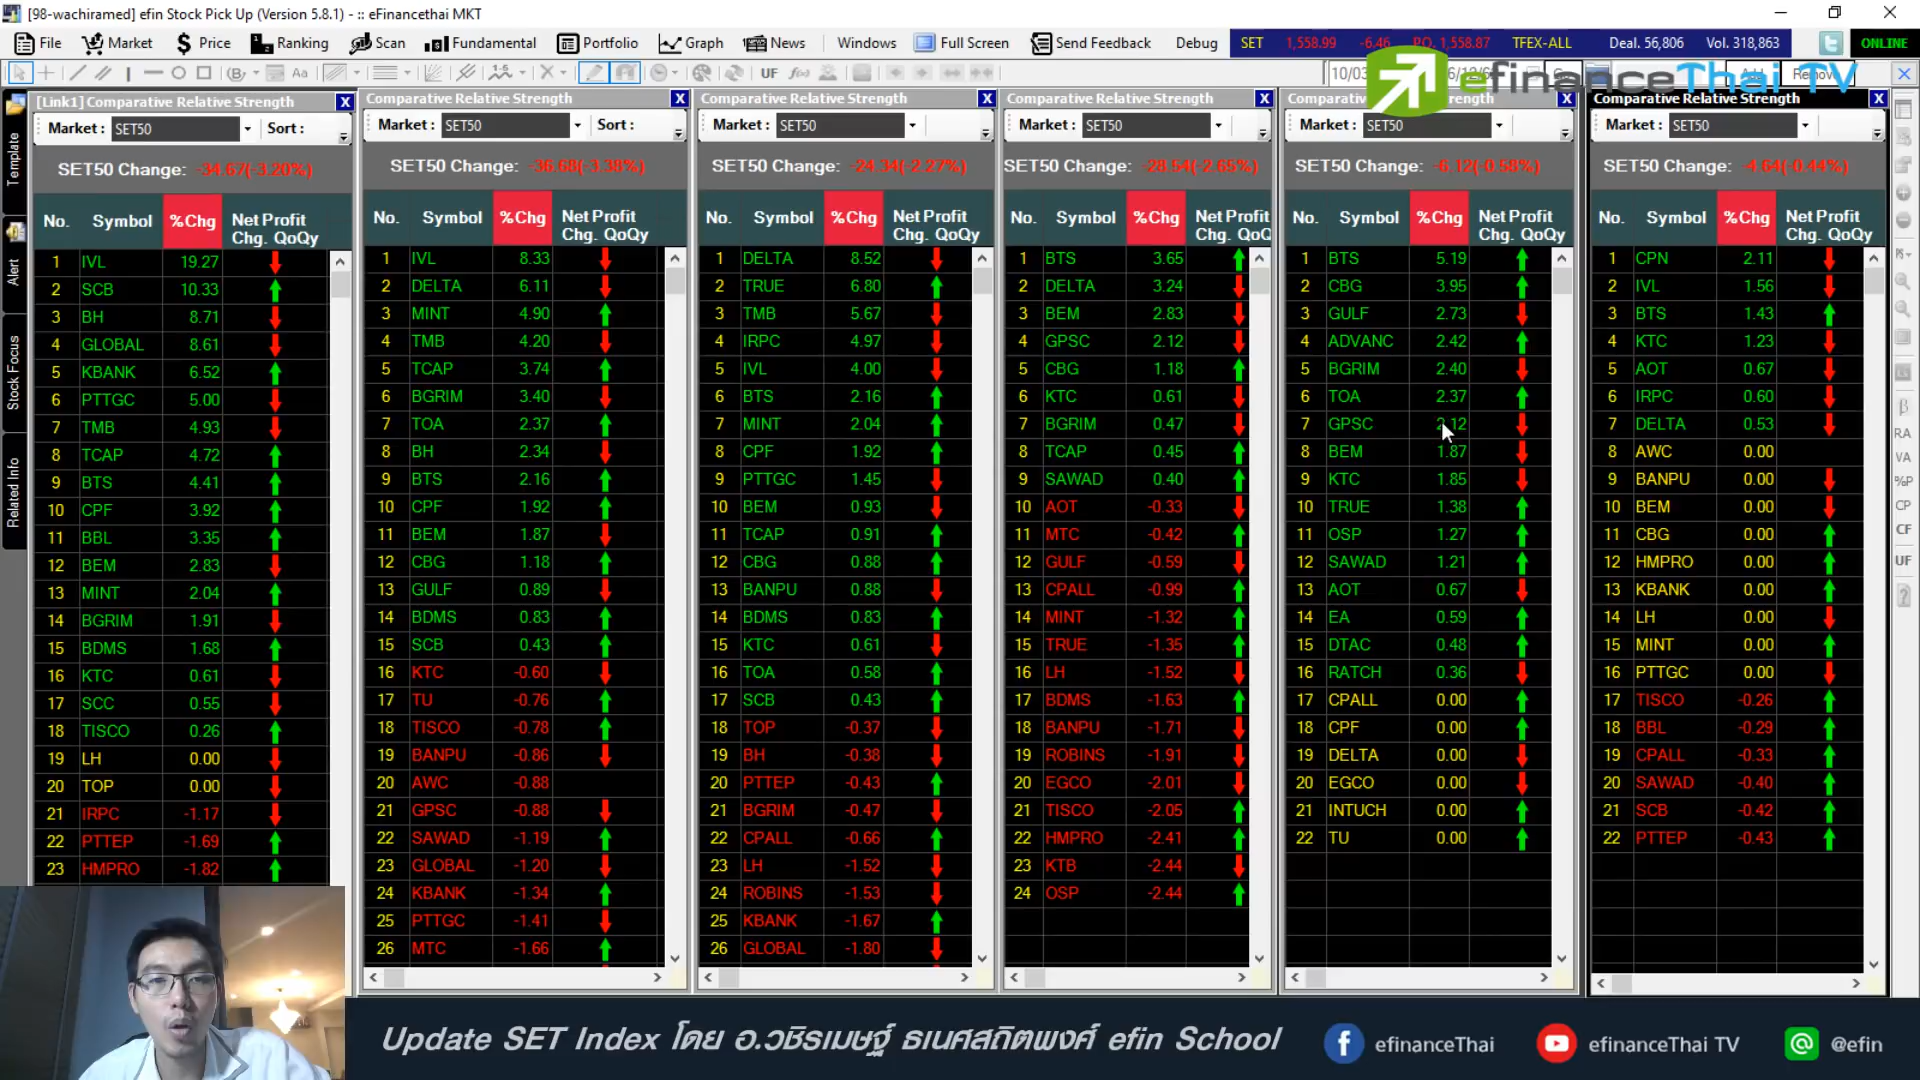 [98-wachiramed] efin Stock Pick Up (Version 5.8.1) - :: eFinancethai MKT
File Market Price Ranking Scan Fundamental Portfolio Graph News Windows Full Screen Send Feedback Debug SET 1,558.99 -6.46 PO. 1,558.87 TFEX-ALL Deal. 56,806 Vol. 318,863 ONLINE
efinanceThai TV
Template
Alert
Stock Focus
Related Info
[Link1] Comparative Relative Strength
Market : SET50 Sort :
SET50 Change: -34.67(-3.20%)
No. Symbol %Chg Net Profit Chg. QoQy
1 IVL 19.27
2 SCB 10.33
3 BH 8.71
4 GLOBAL 8.61
5 KBANK 6.52
6 PTTGC 5.00
7 TMB 4.93
8 TCAP 4.72
9 BTS 4.41
10 CPF 3.92
11 BBL 3.35
12 BEM 2.83
13 MINT 2.04
14 BGRIM 1.91
15 BDMS 1.68
16 KTC 0.61
17 SCC 0.55
18 TISCO 0.26
19 LH 0.00
20 TOP 0.00
21 IRPC -1.17
22 PTTEP -1.69
23 HMPRO -1.82
Comparative Relative Strength
Market : SET50 Sort :
SET50 Change: -36.68(-3.38%)
No. Symbol %Chg Net Profit Chg. QoQy
1 IVL 8.33
2 DELTA 6.11
3 MINT 4.90
4 TMB 4.20
5 TCAP 3.74
6 BGRIM 3.40
7 TOA 2.37
8 BH 2.34
9 BTS 2.16
10 CPF 1.92
11 BEM 1.87
12 CBG 1.18
13 GULF 0.89
14 BDMS 0.83
15 SCB 0.43
16 KTC -0.60
17 TU -0.76
18 TISCO -0.78
19 BANPU -0.86
20 AWC -0.88
21 GPSC -0.88
22 SAWAD -1.19
23 GLOBAL -1.20
24 KBANK -1.34
25 PTTGC -1.41
26 MTC -1.66
Comparative Relative Strength
Market : SET50
SET50 Change: -24.34(-2.27%)
No. Symbol %Chg Net Profit Chg. QoQy
1 DELTA 8.52
2 TRUE 6.80
3 TMB 5.67
4 IRPC 4.97
5 IVL 4.00
6 BTS 2.16
7 MINT 2.04
8 CPF 1.92
9 PTTGC 1.45
10 BEM 0.93
11 TCAP 0.91
12 CBG 0.88
13 BANPU 0.88
14 BDMS 0.83
15 KTC 0.61
16 TOA 0.58
17 SCB 0.43
18 TOP -0.37
19 BH -0.38
20 PTTEP -0.43
21 BGRIM -0.47
22 CPALL -0.66
23 LH -1.52
24 ROBINS -1.53
25 KBANK -1.67
26 GLOBAL -1.80
Comparative Relative Strength
Market : SET50
SET50 Change: -28.54(-2.65%)
No. Symbol %Chg Net Profit Chg. QoQ
1 BTS 3.65
2 DELTA 3.24
3 BEM 2.83
4 GPSC 2.12
5 CBG 1.18
6 KTC 0.61
7 BGRIM 0.47
8 TCAP 0.45
9 SAWAD 0.40
10 AOT -0.33
11 MTC -0.42
12 GULF -0.59
13 CPALL -0.99
14 MINT -1.32
15 TRUE -1.35
16 LH -1.52
17 BDMS -1.63
18 BANPU -1.71
19 ROBINS -1.91
20 EGCO -2.01
21 TISCO -2.05
22 HMPRO -2.41
23 KTB -2.44
24 OSP -2.44
Comparative Relative Strength
Market : SET50
SET50 Change: -6.12(-0.58%)
No. Symbol %Chg Net Profit Chg. QoQy
1 BTS 5.19
2 CBG 3.95
3 GULF 2.73
4 ADVANC 2.42
5 BGRIM 2.40
6 TOA 2.37
7 GPSC 2.12
8 BEM 1.87
9 KTC 1.85
10 TRUE 1.38
11 OSP 1.27
12 SAWAD 1.21
13 AOT 0.67
14 EA 0.59
15 DTAC 0.48
16 RATCH 0.36
17 CPALL 0.00
18 CPF 0.00
19 DELTA 0.00
20 EGCO 0.00
21 INTUCH 0.00
22 TU 0.00
Comparative Relative Strength
Market : SET50
SET50 Change: -4.64(-0.44%)
No. Symbol %Chg Net Profit Chg. QoQy
1 CPN 2.11
2 IVL 1.56
3 BTS 1.43
4 KTC 1.23
5 AOT 0.67
6 IRPC 0.60
7 DELTA 0.53
8 AWC 0.00
9 BANPU 0.00
10 BEM 0.00
11 CBG 0.00
12 HMPRO 0.00
13 KBANK 0.00
14 LH 0.00
15 MINT 0.00
16 PTTGC 0.00
17 TISCO -0.26
18 BBL -0.29
19 CPALL -0.33
20 SAWAD -0.40
21 SCB -0.42
22 PTTEP -0.43
Update SET Index โดย อ.วชิรเมษฐ์ ธเนศสถิตพงศ์ efin School
efinanceThai efinanceThai TV @efin